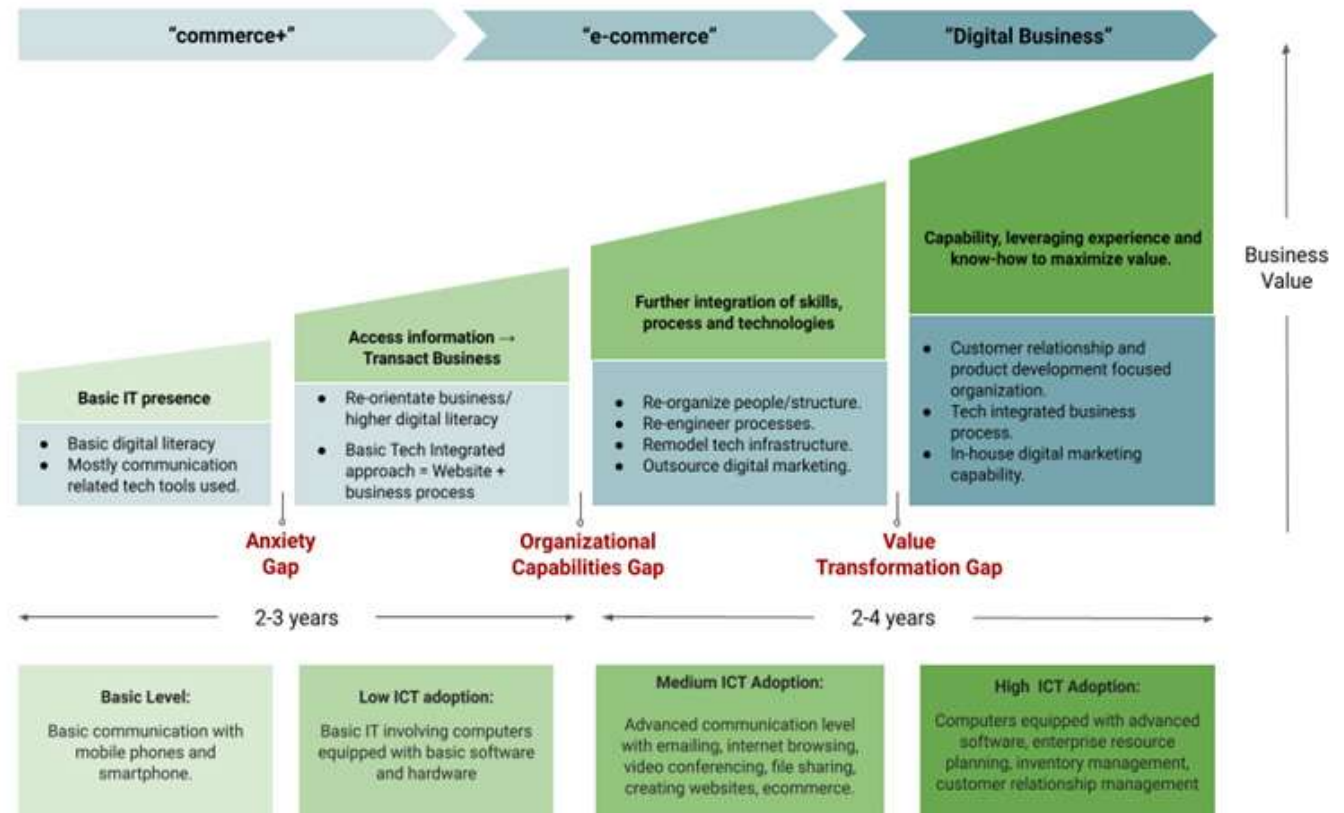 “commerce+”
“e-commerce”
“Digital Business”
Capability, leveraging experience and
know-how to maximize value.
Business
Value
Further integration of skills,
process and technologies
Access information →
Transact Business
Basic IT presence
● Basic digital literacy
● Mostly communication
related tech tools used.
● Re-orientate business/
higher digital literacy
● Basic Tech Integrated
approach = Website +
business process
● Re-organize people/structure.
● Re-engineer processes.
● Remodel tech infrastructure.
● Outsource digital marketing.
● Customer relationship and
product development focused
organization.
● Tech integrated business
process.
● In-house digital marketing
capability.
Anxiety
Gap
Organizational
Capabilities Gap
Value
Transformation Gap
2-3 years
2-4 years
Basic Level:
Basic communication with
mobile phones and
smartphone.
Low ICT adoption:
Basic IT involving computers
equipped with basic software
and hardware
Medium ICT Adoption:
Advanced communication level
with emailing, internet browsing,
video conferencing, file sharing,
creating websites, ecommerce.
High ICT Adoption:
Computers equipped with advanced
software, enterprise resource
planning, inventory management,
customer relationship management